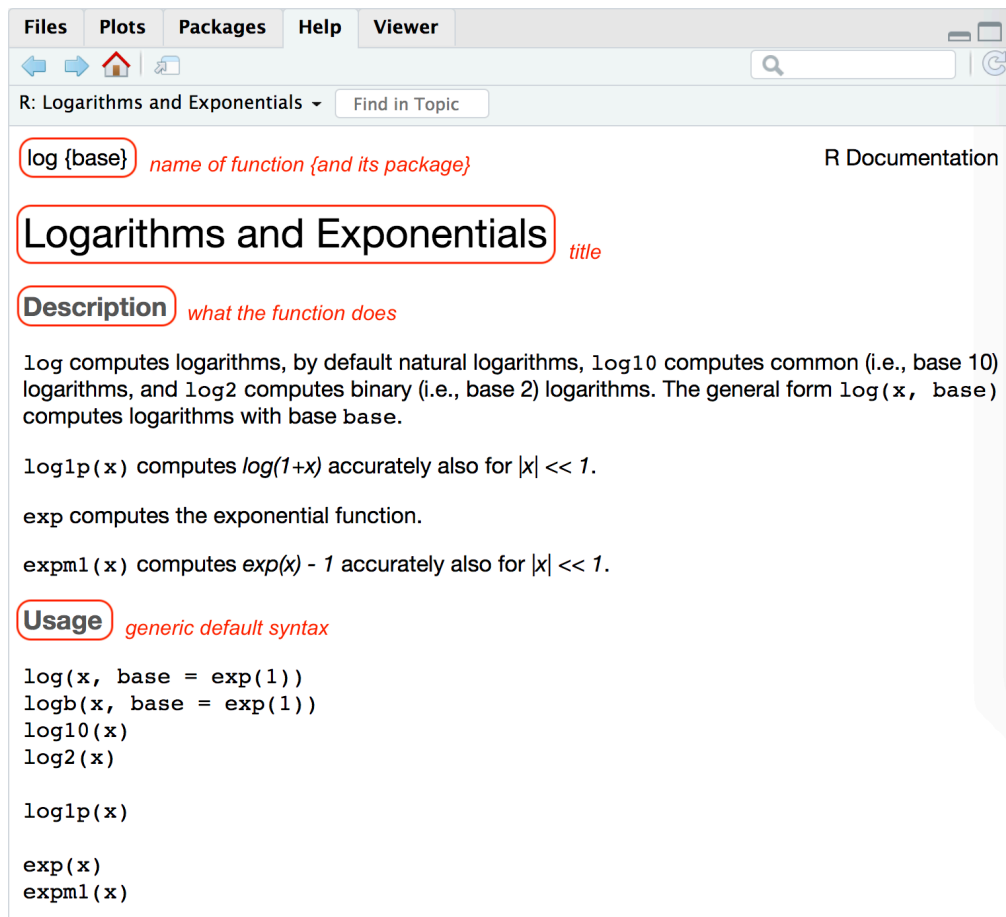 Files Plots Packages Help Viewer
R: Logarithms and Exponentials Find in Topic
log {base} name of function {and its package} R Documentation
Logarithms and Exponentials title
Description what the function does
log computes logarithms, by default natural logarithms, log10 computes common (i.e., base 10)
logarithms, and log2 computes binary (i.e., base 2) logarithms. The general form log(x, base)
computes logarithms with base base.
log1p(x) computes log(1+x) accurately also for |x| << 1.
exp computes the exponential function.
expm1(x) computes exp(x) - 1 accurately also for |x| << 1.
Usage generic default syntax
log(x, base = exp(1))
logb(x, base = exp(1))
log10(x)
log2(x)
log1p(x)
exp(x)
expm1(x)